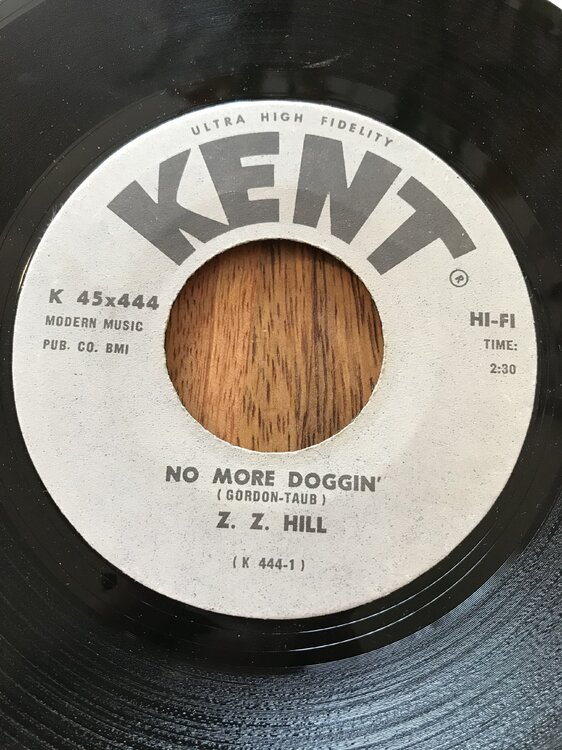 ULTRA HIGH FIDELITY
KENT
K 45x444
MODERN MUSIC
PUB. CO. BMI
HI-FI
TIME:
2:30
NO MORE DOGGIN'
(GORDON-TAUB)
Z. Z. HILL
(K 444-1)